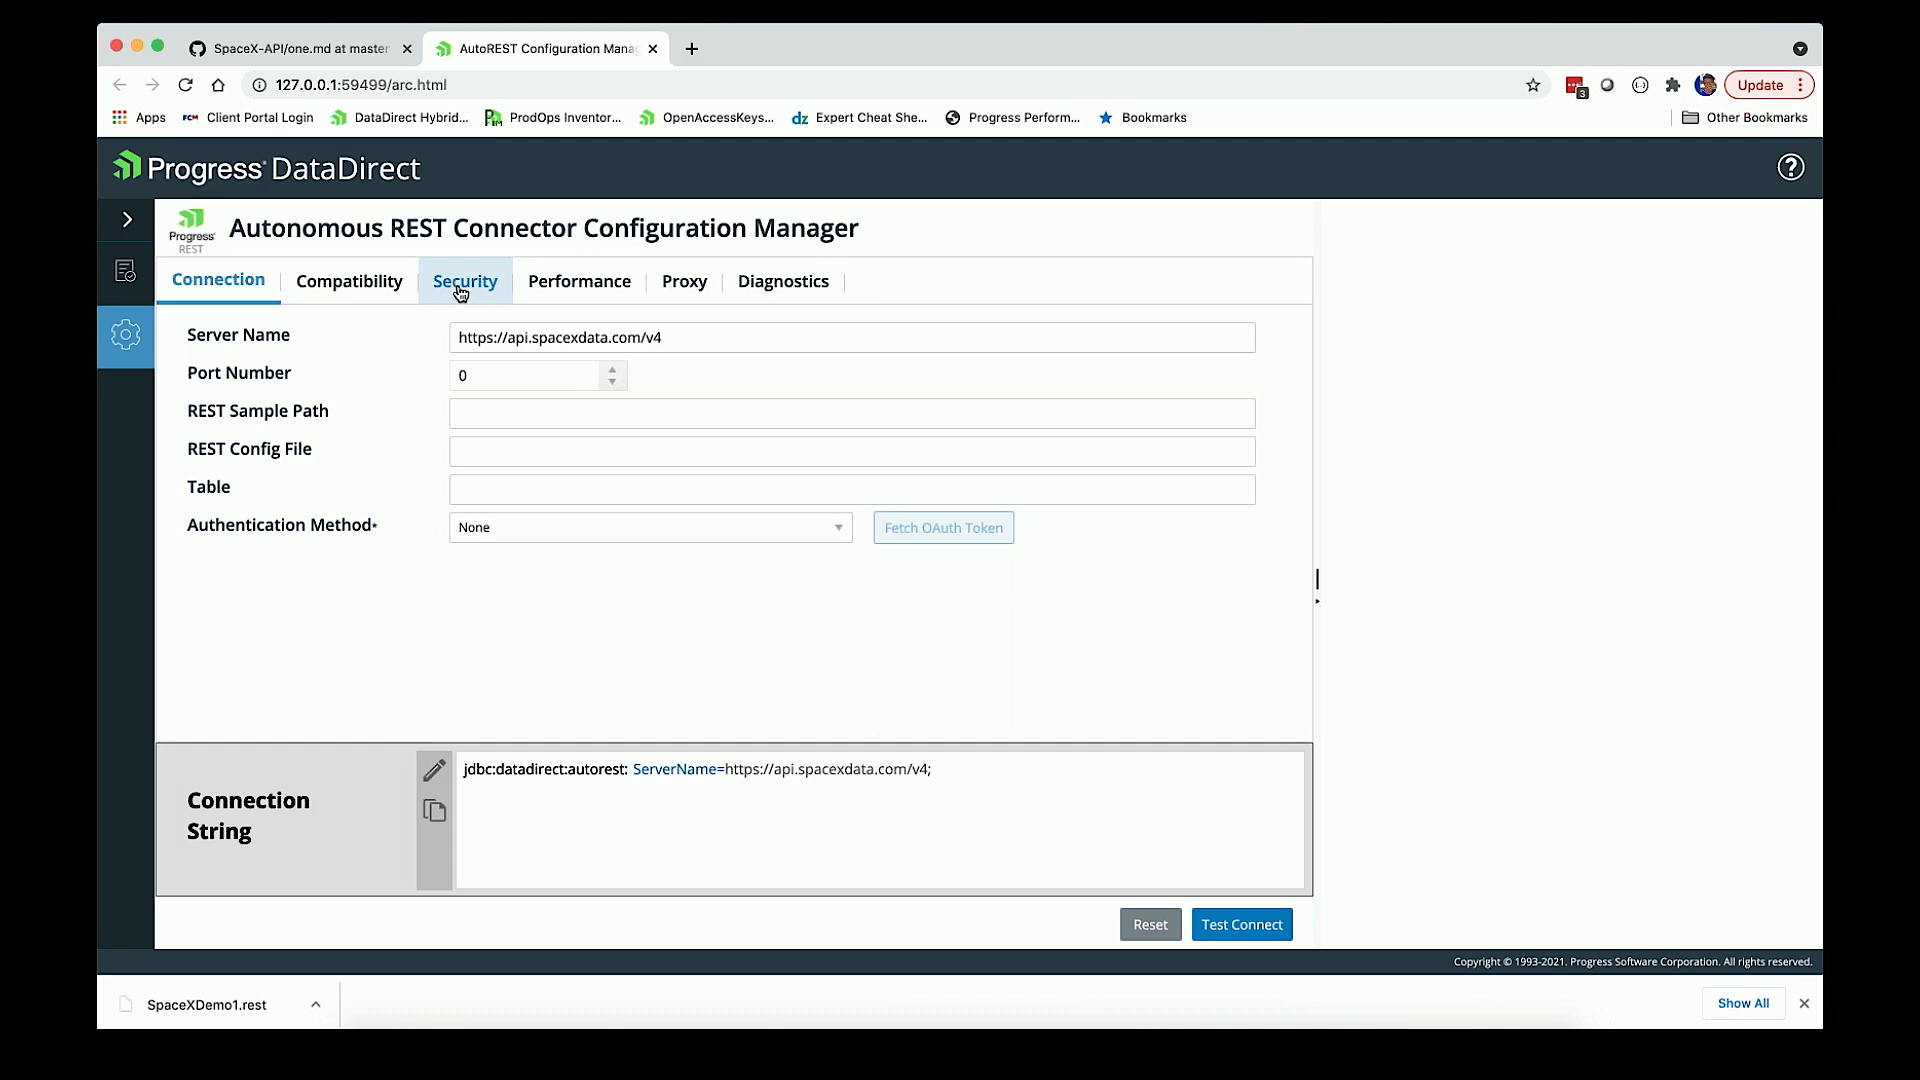 SpaceX-API/one.md at master
AutoREST Configuration Mana
127.0.0.1:59499/arc.html
3
Update
Apps
FCM Client Portal Login
DataDirect Hybrid...
ProdOps Inventor...
OpenAccessKeys...
dz Expert Cheat She...
Progress Perform...
Bookmarks
Other Bookmarks
Progress DataDirect
?
Progress
REST
Autonomous REST Connector Configuration Manager
Connection
Compatibility
Security
Performance
Proxy
Diagnostics
Server Name
https://api.spacexdata.com/v4
Port Number
0
REST Sample Path
REST Config File
Table
Authentication Method*
None
Fetch OAuth Token
Connection
String
jdbc:datadirect:autorest: ServerName=https://api.spacexdata.com/v4;
Reset
Test Connect
Copyright © 1993-2021. Progress Software Corporation. All rights reserved.
SpaceXDemo1.rest
Show All